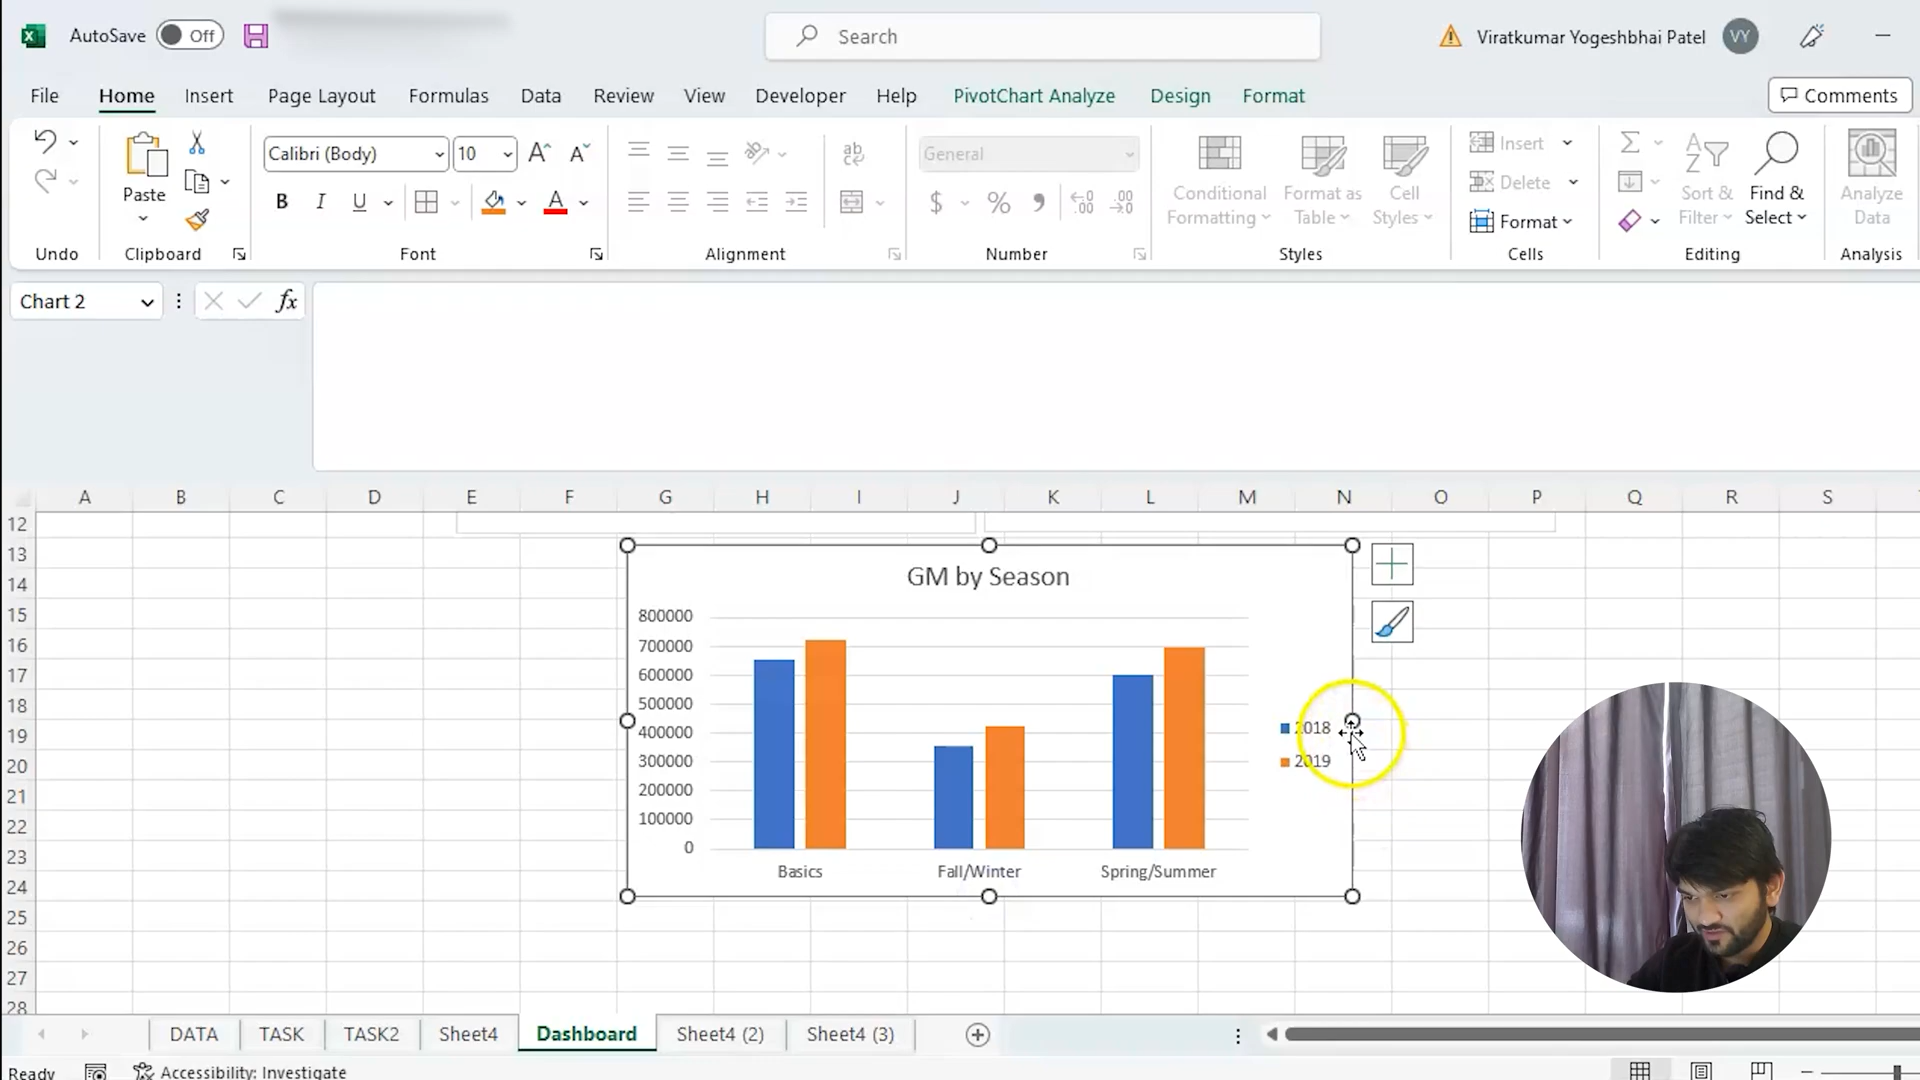 AutoSave Off
Search
Viratkumar Yogeshbhai Patel VY
File Home Insert Page Layout Formulas Data Review View Developer Help PivotChart Analyze Design Format Comments
Calibri (Body) 10 ab General Insert
Paste B I U A $ % Conditional Formatting Format as Table Cell Styles Delete Sort & Filter Find & Select Analyze Data
Format
Undo Clipboard Font Alignment Number Styles Cells Editing Analysis
Chart 2 fx
A B C D E F G H I J K L M N O P Q R S
12
13
GM by Season
14
15 800000
16 700000
17 600000
18 500000
19 400000 2018
20 300000 2019
21 200000
22 100000
23 0
24 Basics Fall/Winter Spring/Summer
25
26
27
28
DATA TASK TASK2 Sheet4 Dashboard Sheet4 (2) Sheet4 (3)
Ready Accessibility: Investigate